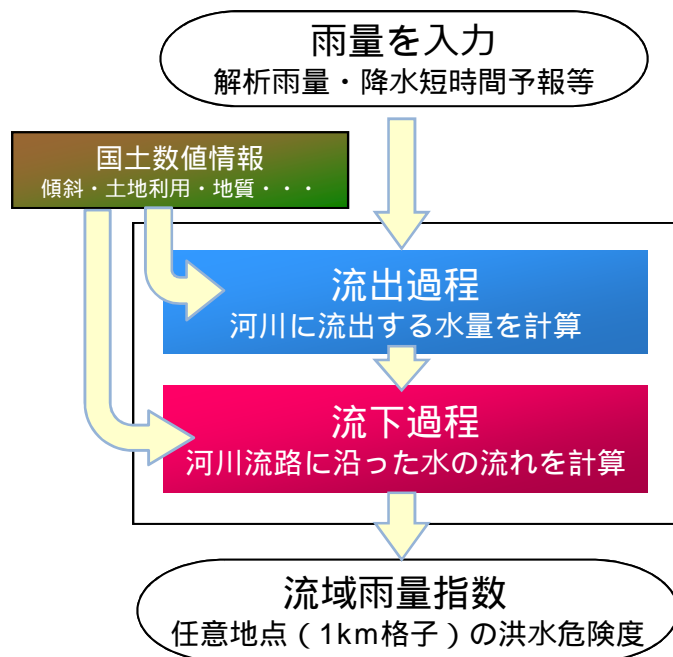 雨量を入力
解析雨量・降水短時間予報等
国土数値情報
傾斜・土地利用・地質・・・
流出過程
河川に流出する水量を計算
流下過程
河川流路に沿った水の流れを計算
流域雨量指数
任意地点（1km格子）の洪水危険度